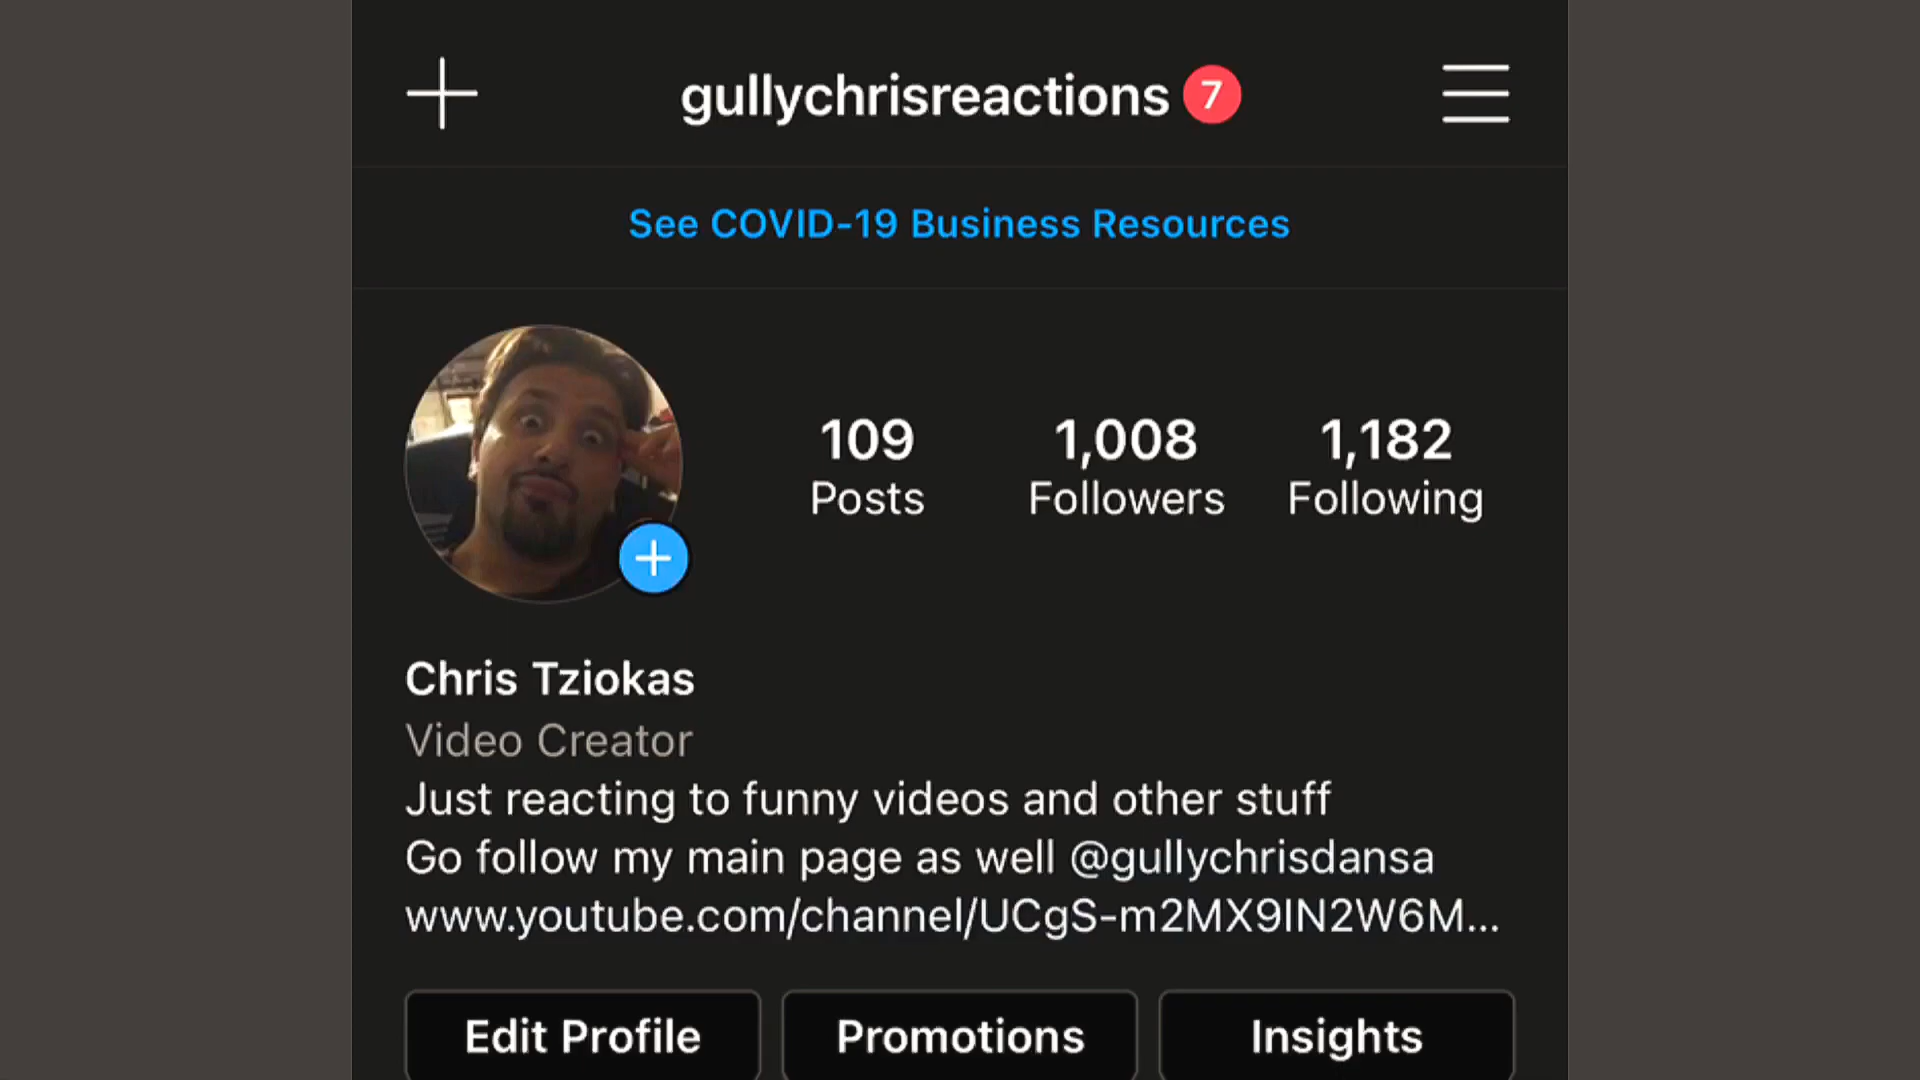 gullychrisreactions 7
See COVID-19 Business Resources
109 1,008 1,182
Posts Followers Following
Chris Tziokas
Video Creator
Just reacting to funny videos and other stuff
Go follow my main page as well @gullychrisdansa
www.youtube.com/channel/UCgS-m2MX9IN2W6M...
Edit Profile Promotions Insights